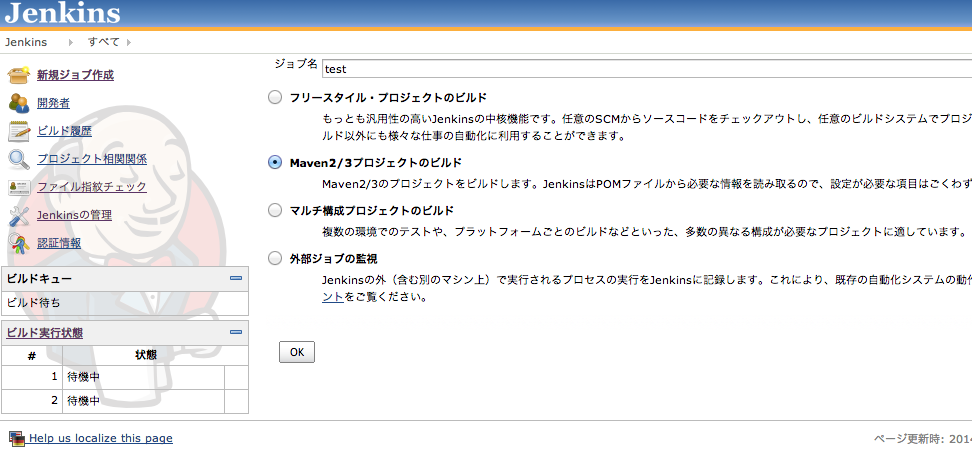 Jenkins
Jenkins すべて
新規ジョブ作成
開発者
ビルド履歴
プロジェクト相関関係
ファイル指紋チェック
Jenkinsの管理
認証情報
ビルドキュー
ビルド待ち
ビルド実行状態
# 状態
1 待機中
2 待機中
ジョブ名 test
フリースタイル・プロジェクトのビルド
もっとも汎用性の高いJenkinsの中核機能です。任意のSCMからソースコードをチェックアウトし、任意のビルドシステムでプロジ
ルド以外にも様々な仕事の自動化に利用することができます。
Maven2/3プロジェクトのビルド
Maven2/3のプロジェクトをビルドします。JenkinsはPOMファイルから必要な情報を読み取るので、設定が必要な項目はごくわず
マルチ構成プロジェクトのビルド
複数の環境でのテストや、プラットフォームごとのビルドなどといった、多数の異なる構成が必要なプロジェクトに適しています。
外部ジョブの監視
Jenkinsの外（含む別のマシン上）で実行されるプロセスの実行をJenkinsに記録します。これにより、既存の自動化システムの動作
ントをご覧ください。
OK
Help us localize this page
ページ更新時: 2014